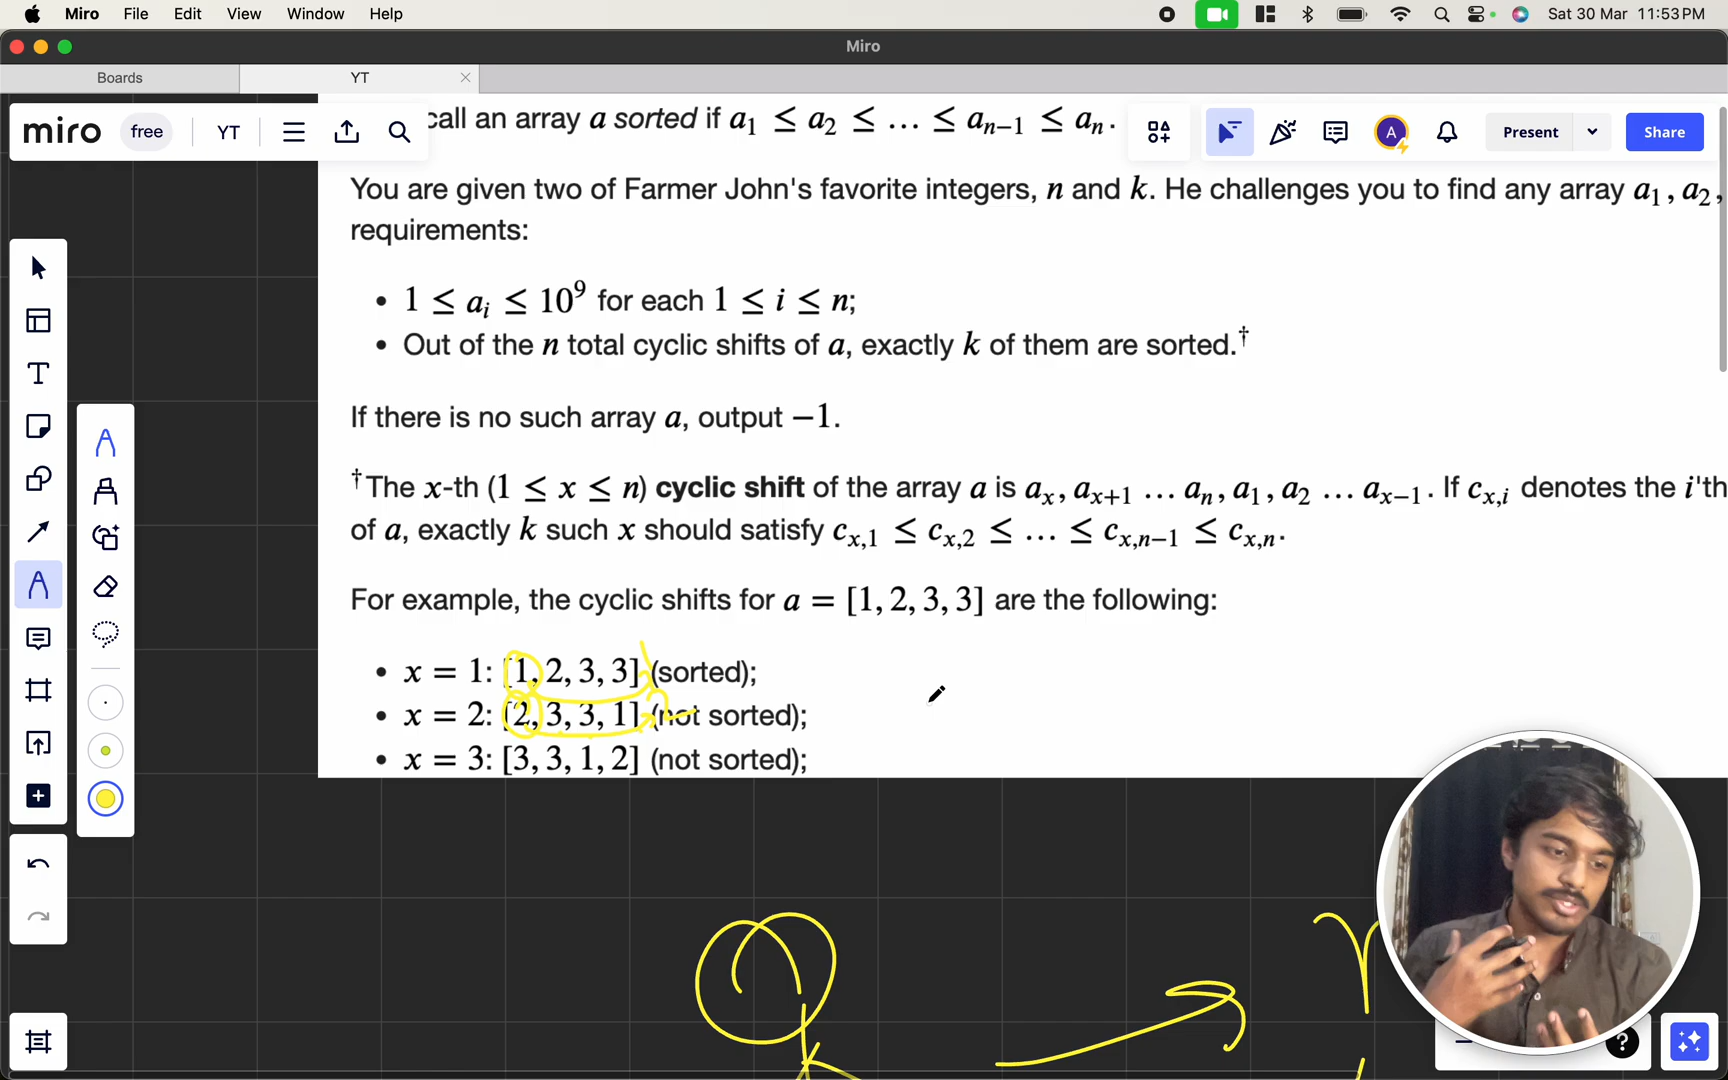 Miro File Edit View Window Help Sat 30 Mar 11:53 PM
Miro
Boards YT
miro free YT Present Share
call an array a sorted if a₁ ≤ a₂ ≤ … ≤ aₙ₋₁ ≤ aₙ.
A
You are given two of Farmer John's favorite integers, n and k. He challenges you to find any array a₁, a₂,
requirements:
• 1 ≤ aᵢ ≤ 10⁹ for each 1 ≤ i ≤ n;
• Out of the n total cyclic shifts of a, exactly k of them are sorted.†
If there is no such array a, output −1.
†The x-th (1 ≤ x ≤ n) cyclic shift of the array a is aₓ, aₓ₊₁ … aₙ, a₁, a₂ … aₓ₋₁. If cₓ,ᵢ denotes the i'th
of a, exactly k such x should satisfy cₓ,₁ ≤ cₓ,₂ ≤ … ≤ cₓ,ₙ₋₁ ≤ cₓ,ₙ.
For example, the cyclic shifts for a = [1, 2, 3, 3] are the following:
• x = 1: [1, 2, 3, 3] (sorted);
• x = 2: [2, 3, 3, 1] (not sorted);
• x = 3: [3, 3, 1, 2] (not sorted);
?